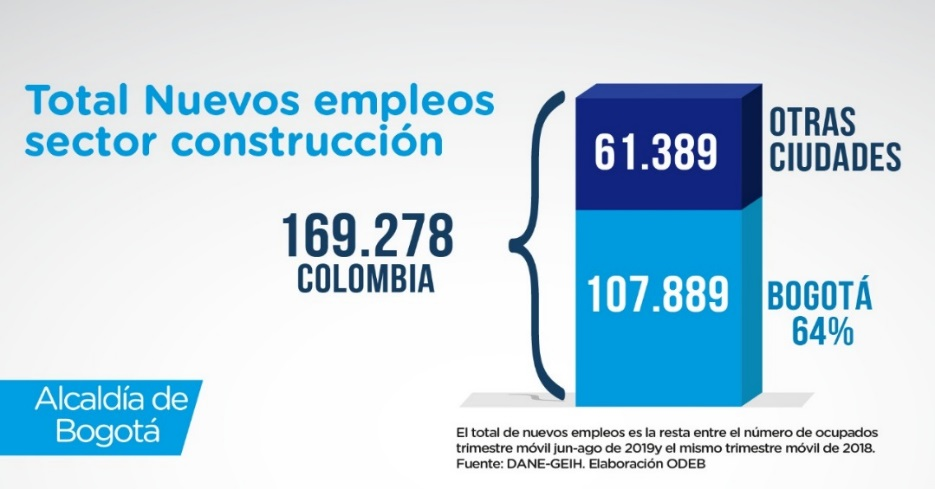 Total Nuevos empleos
sector construcción
169.278
COLOMBIA
61.389
OTRAS
CIUDADES
107.889
BOGOTÁ
64%
Alcaldía de
Bogotá
El total de nuevos empleos es la resta entre el número de ocupados
trimestre móvil jun-ago de 2019y el mismo trimestre móvil de 2018.
Fuente: DANE-GEIH. Elaboración ODEB